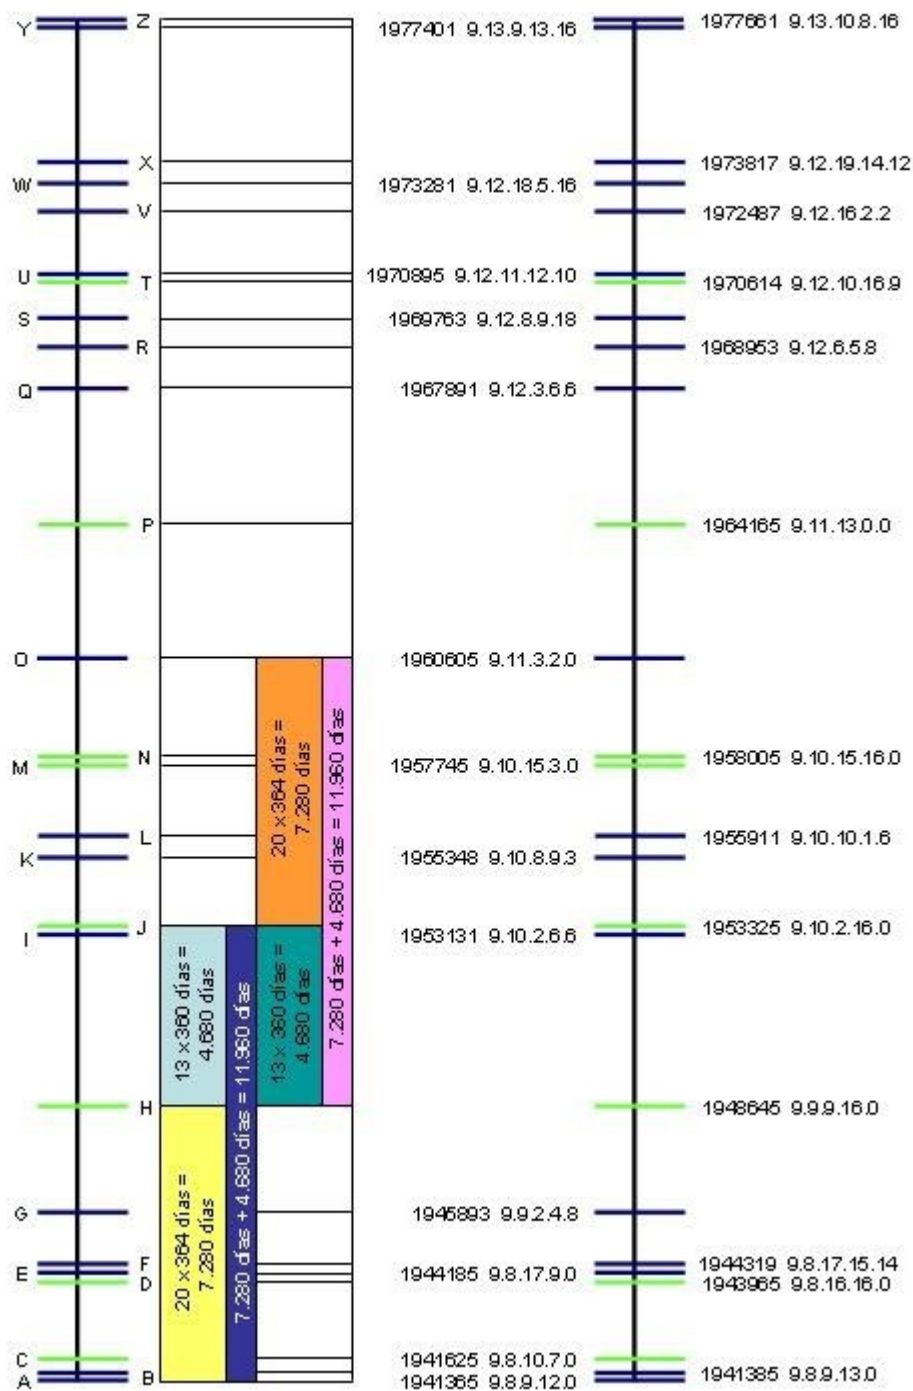 Y Z 1977401 9.13.9.13.16 1977661 9.13.10.8.16
X 1973817 9.12.19.14.12
W 1973281 9.12.18.5.16
V 1972487 9.12.16.2.2
U 1970895 9.12.11.12.10
T 1970614 9.12.10.16.9
S 1969763 9.12.8.9.18
R 1968953 9.12.6.5.8
Q 1967891 9.12.3.6.6
P 1964165 9.11.13.0.0
O 1960605 9.11.3.2.0
N 1958005 9.10.15.16.0
M 1957745 9.10.15.3.0
L 1955911 9.10.10.1.6
K 1955348 9.10.8.9.3
J 1953325 9.10.2.16.0
I 1953131 9.10.2.6.6
H 1948645 9.9.9.16.0
G 1945893 9.9.2.4.8
F 1944319 9.8.17.15.14
E 1944185 9.8.17.9.0
D 1943965 9.8.16.16.0
C 1941625 9.8.10.7.0
B 1941385 9.8.9.13.0
A 1941365 9.8.9.12.0
20 x 364 días =
7.280 días
7.280 días + 4.680 días = 11.960 días
13 x 360 días =
4.680 días
13 x 360 días =
4.680 días
20 x 364 días =
7.280 días
7.280 días + 4.680 días = 11.960 días